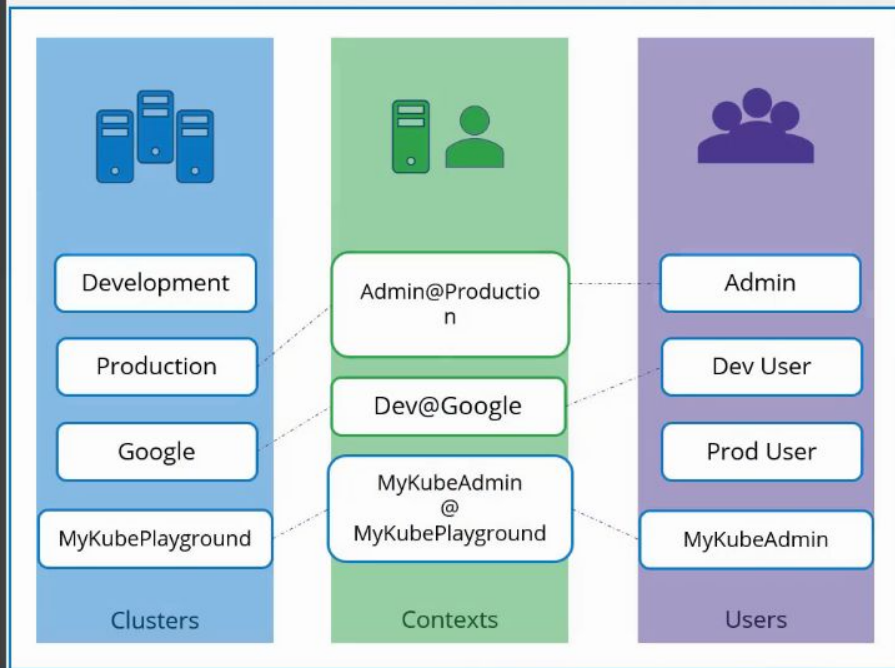 Development
Production
Google
MyKubePlayground
Clusters
Admin@Productio
n
Dev@Google
MyKubeAdmin
@
MyKubePlayground
Contexts
Admin
Dev User
Prod User
MyKubeAdmin
Users